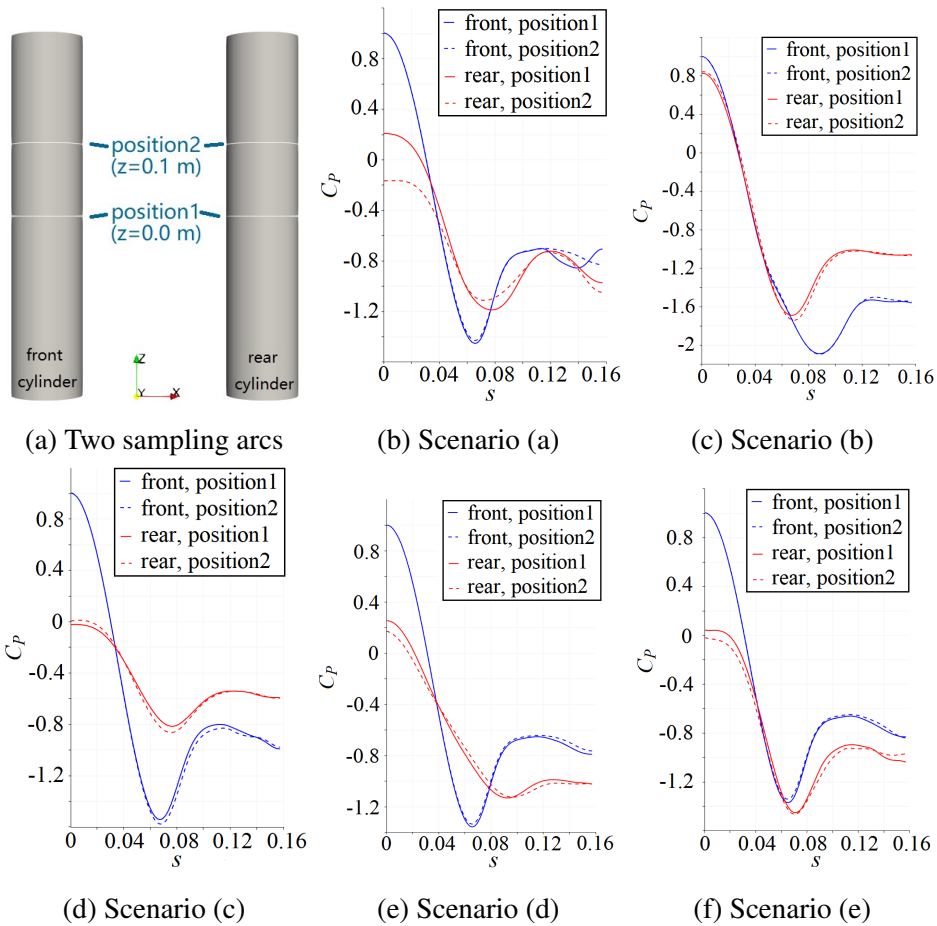 position2
(z=0.1 m)
position1
(z=0.0 m)
front
cylinder
rear
cylinder
Z
Y
X
(a) Two sampling arcs
front, position1
front, position2
rear, position1
rear, position2
0.8
0.4
0
-0.4
-0.8
-1.2
C_P
0
0.04
0.08
0.12
0.16
s
(b) Scenario (a)
front, position1
front, position2
rear, position1
rear, position2
0.8
0.4
0
-0.4
-0.8
-1.2
-1.6
-2
C_P
0
0.04
0.08
0.12
0.16
s
(c) Scenario (b)
front, position1
front, position2
rear, position1
rear, position2
0.8
0.4
0
-0.4
-0.8
-1.2
C_P
0
0.04
0.08
0.12
0.16
s
(d) Scenario (c)
front, position1
front, position2
rear, position1
rear, position2
0.8
0.4
0
-0.4
-0.8
-1.2
C_P
0
0.04
0.08
0.12
0.16
s
(e) Scenario (d)
front, position1
front, position2
rear, position1
rear, position2
0.8
0.4
0
-0.4
-0.8
-1.2
C_P
0
0.04
0.08
0.12
0.16
s
(f) Scenario (e)